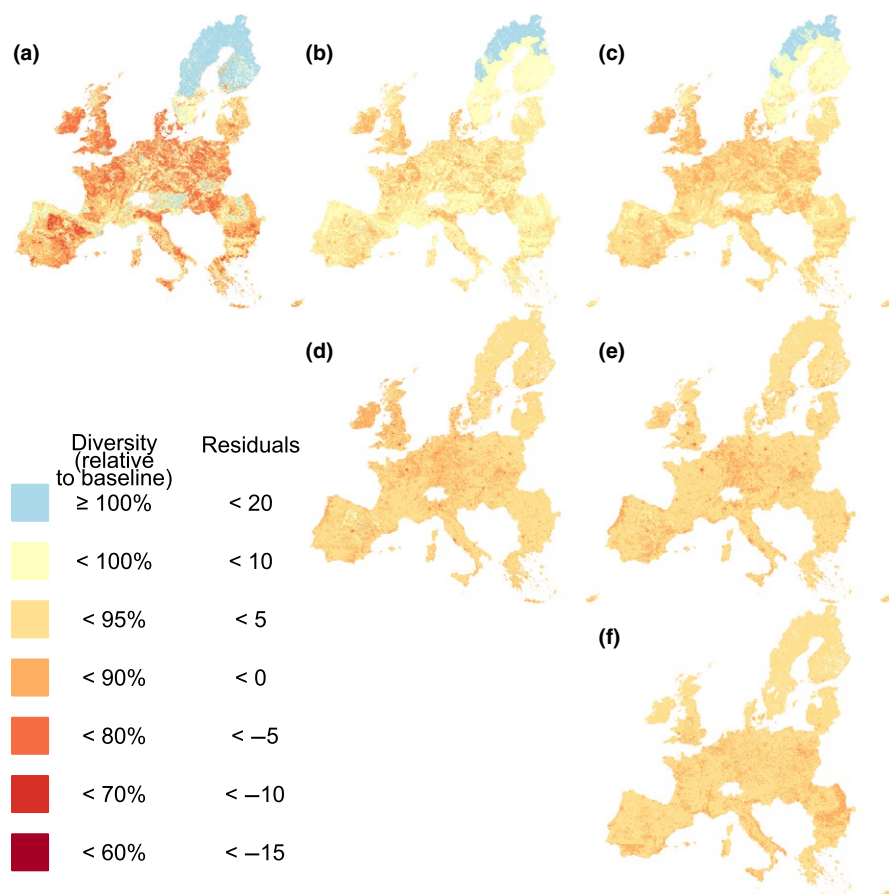 (a)
(b)
(c)
(d)
(e)
(f)
Diversity
(relative
to baseline)
Residuals
≥ 100% < 20
< 100% < 10
< 95% < 5
< 90% < 0
< 80% < –5
< 70% < –10
< 60% < –15